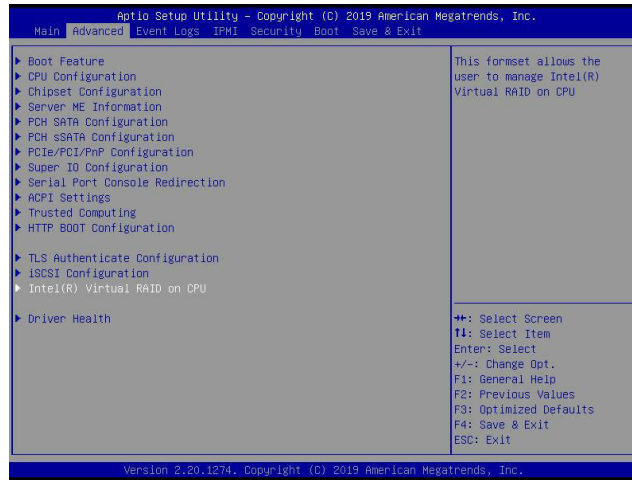 Aptio Setup Utility – Copyright (C) 2019 American Megatrends, Inc.
Main Advanced Event Logs IPMI Security Boot Save & Exit
▶ Boot Feature
▶ CPU Configuration
▶ Chipset Configuration
▶ Server ME Information
▶ PCH SATA Configuration
▶ PCH sSATA Configuration
▶ PCIe/PCI/PnP Configuration
▶ Super IO Configuration
▶ Serial Port Console Redirection
▶ ACPI Settings
▶ Trusted Computing
▶ HTTP BOOT Configuration
▶ TLS Authenticate Configuration
▶ iSCSI Configuration
▶ Intel(R) Virtual RAID on CPU
▶ Driver Health
This formset allows the
user to manage Intel(R)
Virtual RAID on CPU
→←: Select Screen
↑↓: Select Item
Enter: Select
+/-: Change Opt.
F1: General Help
F2: Previous Values
F3: Optimized Defaults
F4: Save & Exit
ESC: Exit
Version 2.20.1274. Copyright (C) 2019 American Megatrends, Inc.